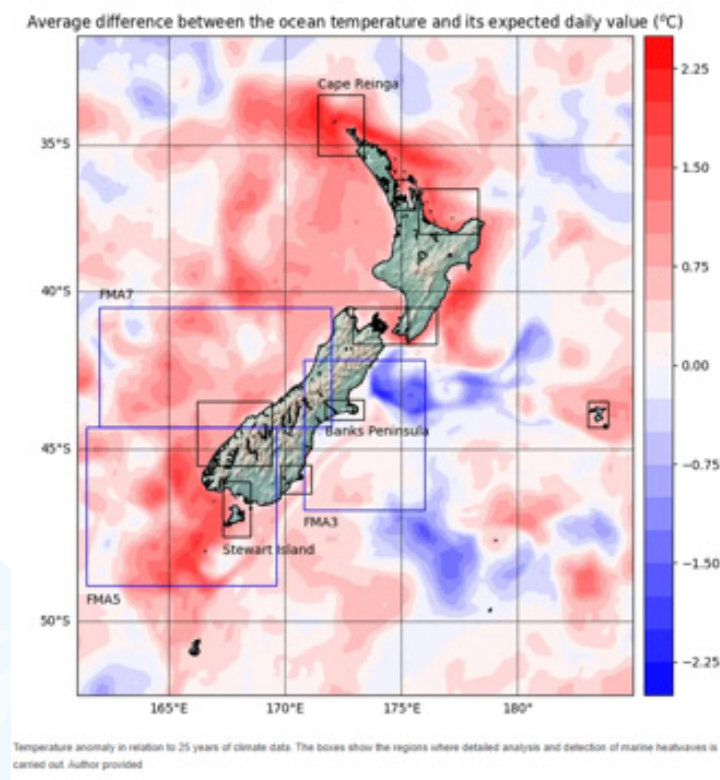 Average difference between the ocean temperature and its expected daily value (°C)
Cape Reinga
2.25
35°S
1.50
0.75
40°S
FMA7
0.00
Banks Peninsula
45°S
-0.75
FMA3
Stewart Island
-1.50
FMA5
50°S
-2.25
165°E 170°E 175°E 180°
Temperature anomaly in relation to 25 years of climate data. The boxes show the regions where detailed analysis and detection of marine heatwaves is
carried out. Author provided